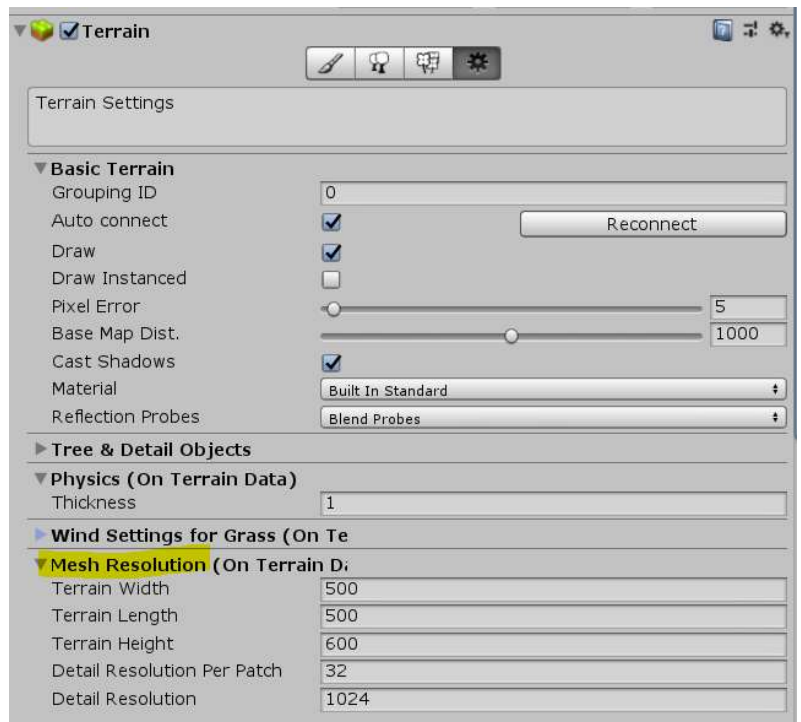 Terrain
Terrain Settings
Basic Terrain
Grouping ID 0
Auto connect Reconnect
Draw
Draw Instanced
Pixel Error 5
Base Map Dist. 1000
Cast Shadows
Material Built In Standard
Reflection Probes Blend Probes
Tree & Detail Objects
Physics (On Terrain Data)
Thickness 1
Wind Settings for Grass (On Te
Mesh Resolution (On Terrain Da
Terrain Width 500
Terrain Length 500
Terrain Height 600
Detail Resolution Per Patch 32
Detail Resolution 1024